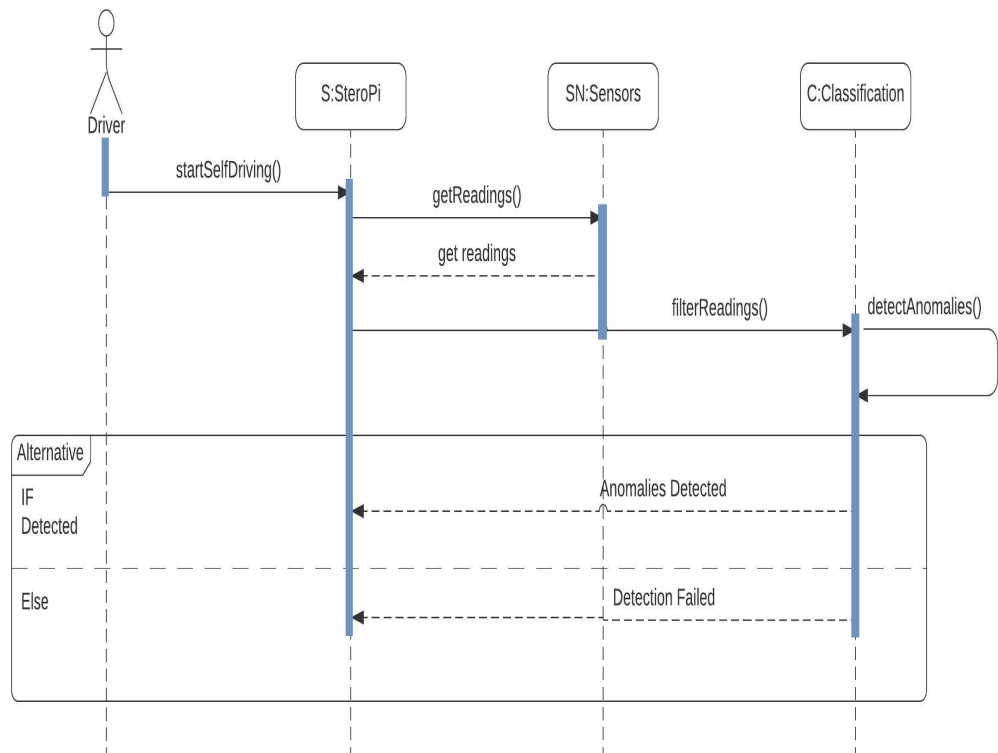 Driver
S:SteroPi
SN:Sensors
C:Classification
startSelfDriving()
getReadings()
get readings
filterReadings()
detectAnomalies()
Alternative
IF
Detected
Anomalies Detected
Else
Detection Failed